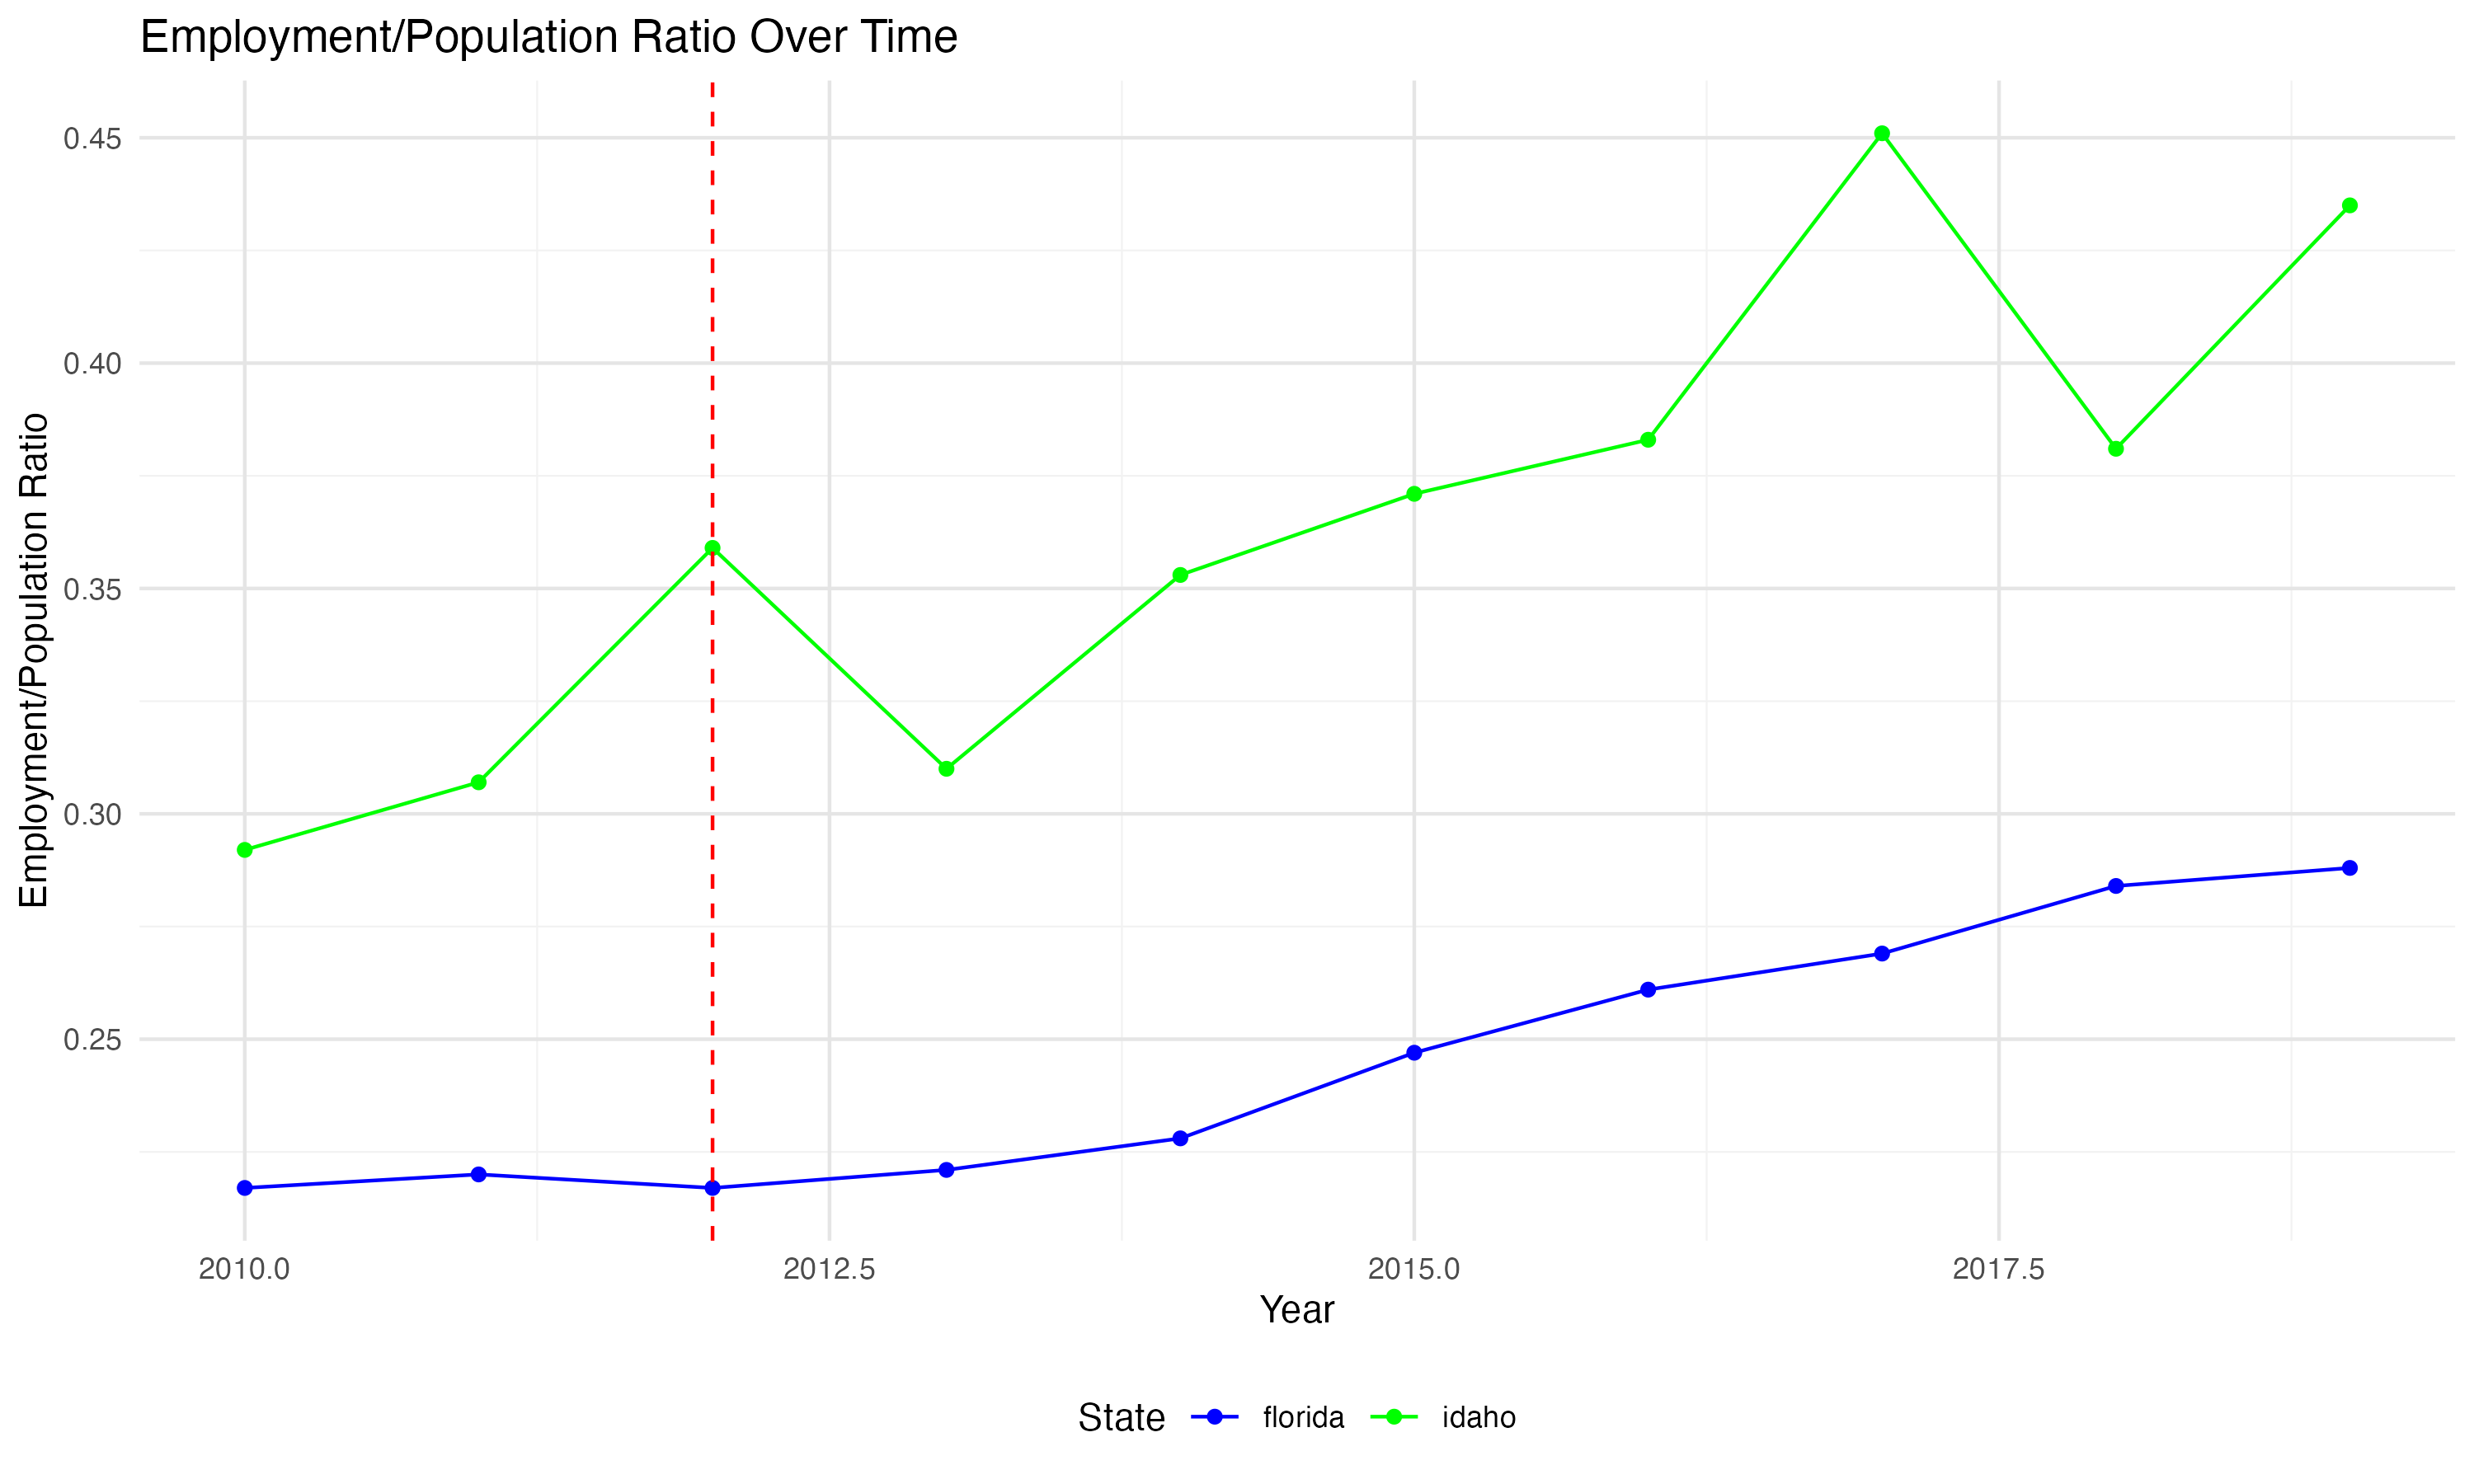 Employment/Population Ratio Over Time
Employment/Population Ratio
0.45
0.40
0.35
0.30
0.25
2010.0 2012.5 2015.0 2017.5
Year
State florida idaho